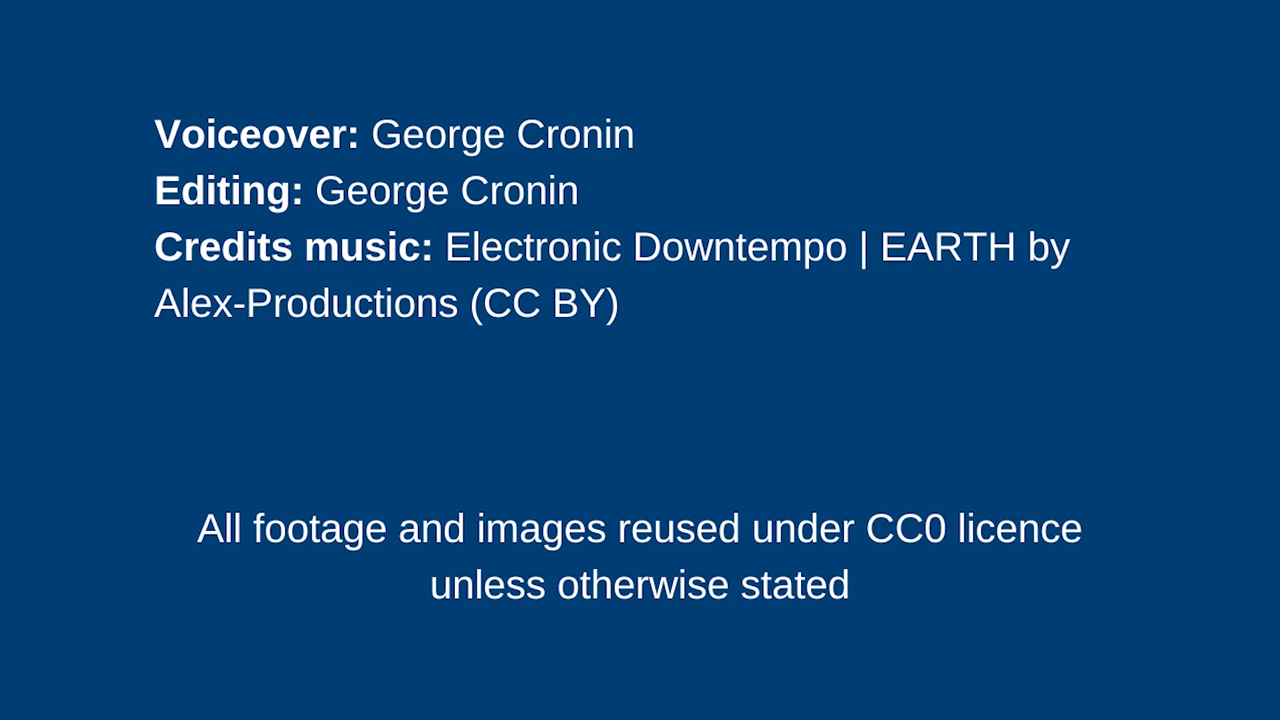 Voiceover: George Cronin
Editing: George Cronin
Credits music: Electronic Downtempo | EARTH by
Alex-Productions (CC BY)
All footage and images reused under CC0 licence
unless otherwise stated